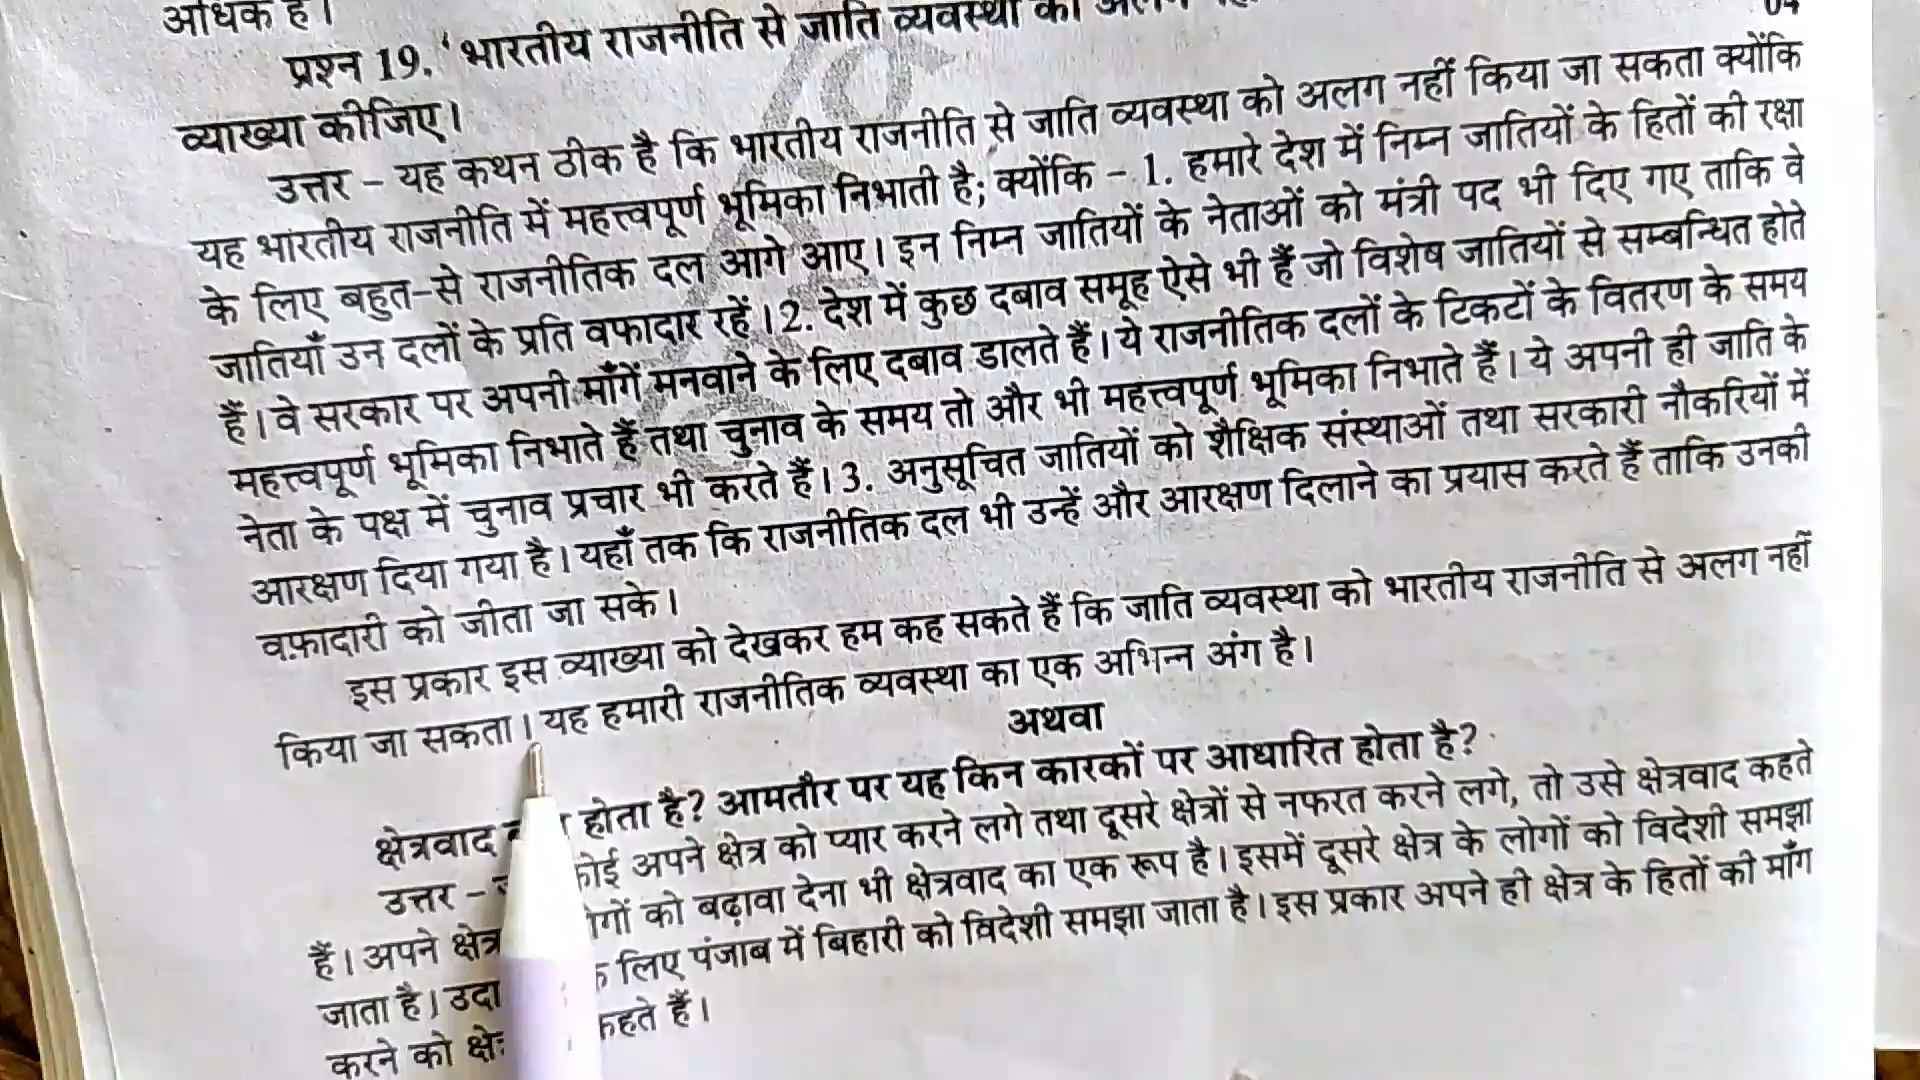 अधिक है।
04
प्रश्न 19. 'भारतीय राजनीति से जाति व्यवस्था को
व्याख्या कीजिए।
उत्तर – यह कथन ठीक है कि भारतीय राजनीति से जाति व्यवस्था को अलग नहीं किया जा सकता क्योंकि
यह भारतीय राजनीति में महत्त्वपूर्ण भूमिका निभाती है; क्योंकि – 1. हमारे देश में निम्न जातियों के हितों की रक्षा
के लिए बहुत-से राजनीतिक दल आगे आए। इन निम्न जातियों के नेताओं को मंत्री पद भी दिए गए ताकि वे
जातियाँ उन दलों के प्रति वफादार रहें। 2. देश में कुछ दबाव समूह ऐसे भी हैं जो विशेष जातियों से सम्बन्धित होते
हैं। वे सरकार पर अपनी माँगें मनवाने के लिए दबाव डालते हैं। ये राजनीतिक दलों के टिकटों के वितरण के समय
महत्त्वपूर्ण भूमिका निभाते हैं तथा चुनाव के समय तो और भी महत्त्वपूर्ण भूमिका निभाते हैं। ये अपनी ही जाति के
नेता के पक्ष में चुनाव प्रचार भी करते हैं। 3. अनुसूचित जातियों को शैक्षिक संस्थाओं तथा सरकारी नौकरियों में
आरक्षण दिया गया है। यहाँ तक कि राजनीतिक दल भी उन्हें और आरक्षण दिलाने का प्रयास करते हैं ताकि उनकी
वफ़ादारी को जीता जा सके।
इस प्रकार इस व्याख्या को देखकर हम कह सकते हैं कि जाति व्यवस्था को भारतीय राजनीति से अलग नहीं
किया जा सकता। यह हमारी राजनीतिक व्यवस्था का एक अभिन्न अंग है।
अथवा
क्षेत्रवाद होता है? आमतौर पर यह किन कारकों पर आधारित होता है?
उत्तर – कोई अपने क्षेत्र को प्यार करने लगे तथा दूसरे क्षेत्रों से नफरत करने लगे, तो उसे क्षेत्रवाद कहते
हैं। अपने क्षेत्र को बढ़ावा देना भी क्षेत्रवाद का एक रूप है। इसमें दूसरे क्षेत्र के लोगों को विदेशी समझा
जाता है। लिए पंजाब में बिहारी को विदेशी समझा जाता है। इस प्रकार अपने ही क्षेत्र के हितों की माँग
करने को कहते हैं।